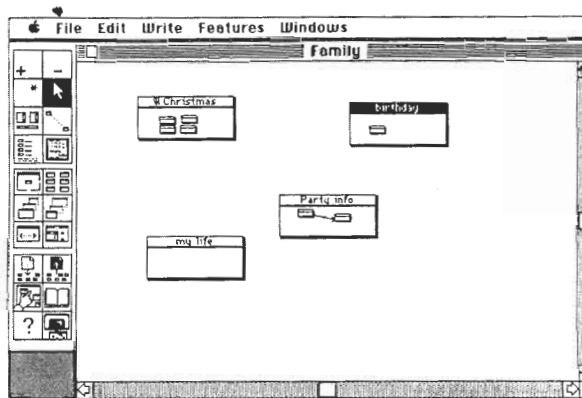 File Edit Write Features Windows
Family
+ -
*
Christmas
birthday
Party info
my life
?